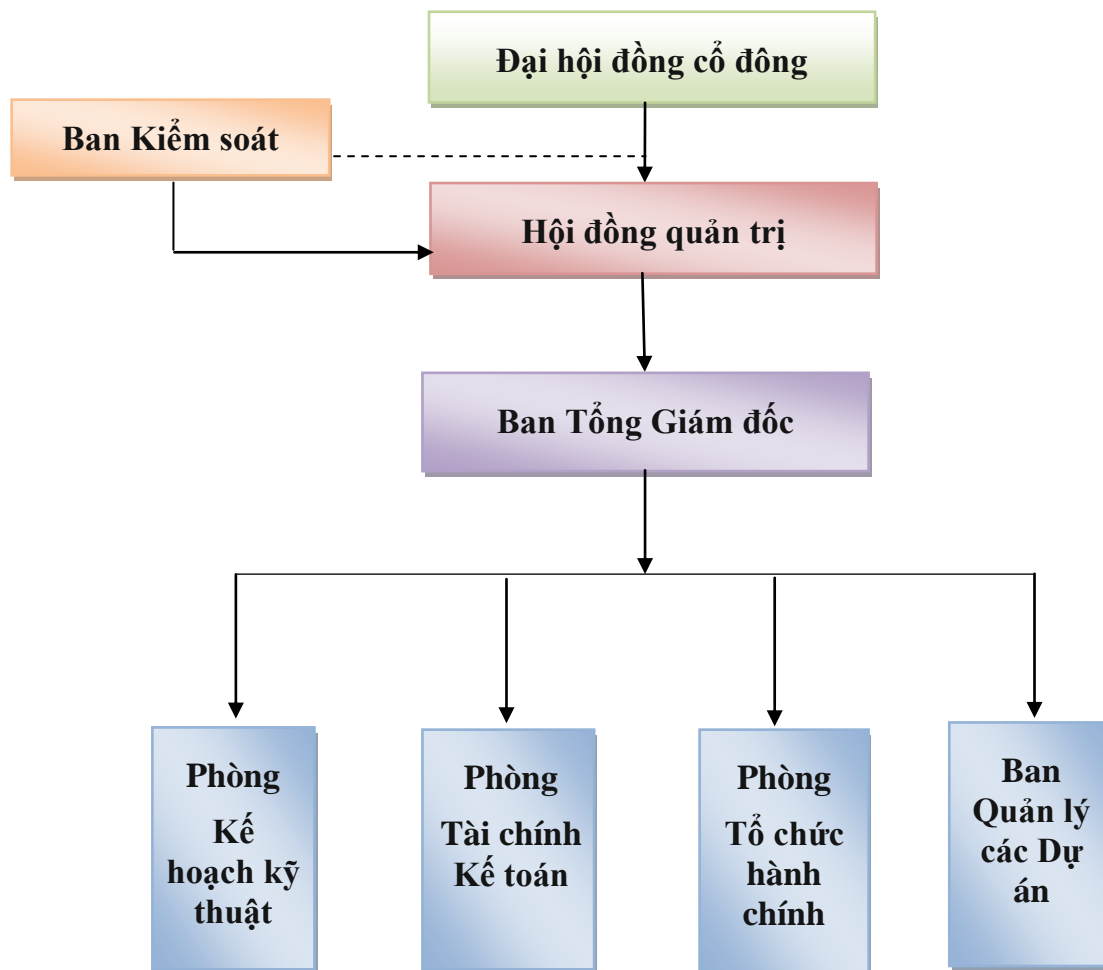 Đại hội đồng cổ đông
Ban Kiểm soát
Hội đồng quản trị
Ban Tổng Giám đốc
Phòng
Kế
hoạch kỹ
thuật
Phòng
Tài chính
Kế toán
Phòng
Tổ chức
hành
chính
Ban
Quản lý
các Dự
án